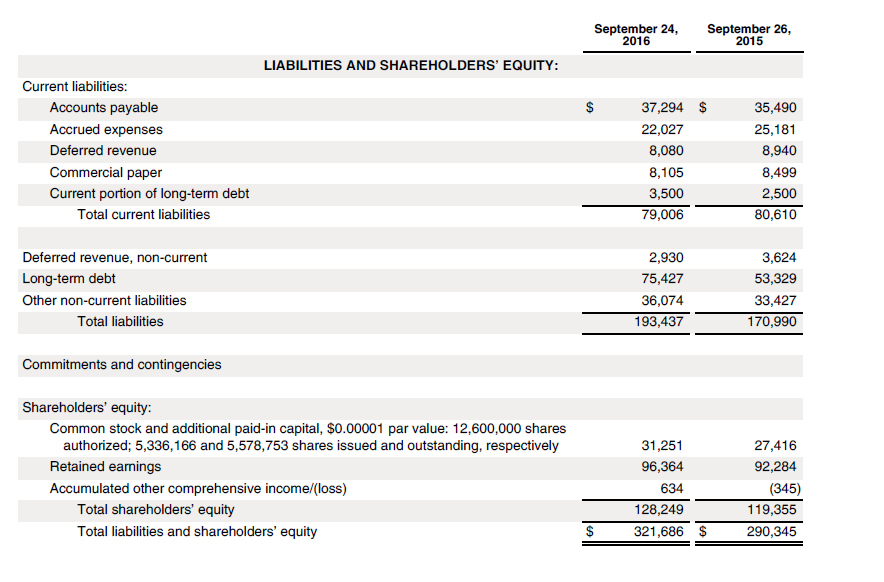 September 24, 2016 September 26, 2015
LIABILITIES AND SHAREHOLDERS’ EQUITY:
Current liabilities:
Accounts payable $ 37,294 $ 35,490
Accrued expenses 22,027 25,181
Deferred revenue 8,080 8,940
Commercial paper 8,105 8,499
Current portion of long-term debt 3,500 2,500
Total current liabilities 79,006 80,610
Deferred revenue, non-current 2,930 3,624
Long-term debt 75,427 53,329
Other non-current liabilities 36,074 33,427
Total liabilities 193,437 170,990
Commitments and contingencies
Shareholders’ equity:
Common stock and additional paid-in capital, $0.00001 par value: 12,600,000 shares
authorized; 5,336,166 and 5,578,753 shares issued and outstanding, respectively 31,251 27,416
Retained earnings 96,364 92,284
Accumulated other comprehensive income/(loss) 634 (345)
Total shareholders’ equity 128,249 119,355
Total liabilities and shareholders’ equity $ 321,686 $ 290,345